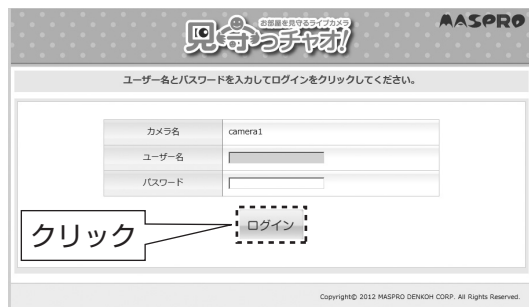 お部屋を見守るライブカメラ
見守っチャオ!
MASPRO
ユーザー名とパスワードを入力してログインをクリックしてください。
カメラ名 camera1
ユーザー名
パスワード
ログイン
クリック
Copyright© 2012 MASPRO DENKOH CORP. All Rights Reserved.